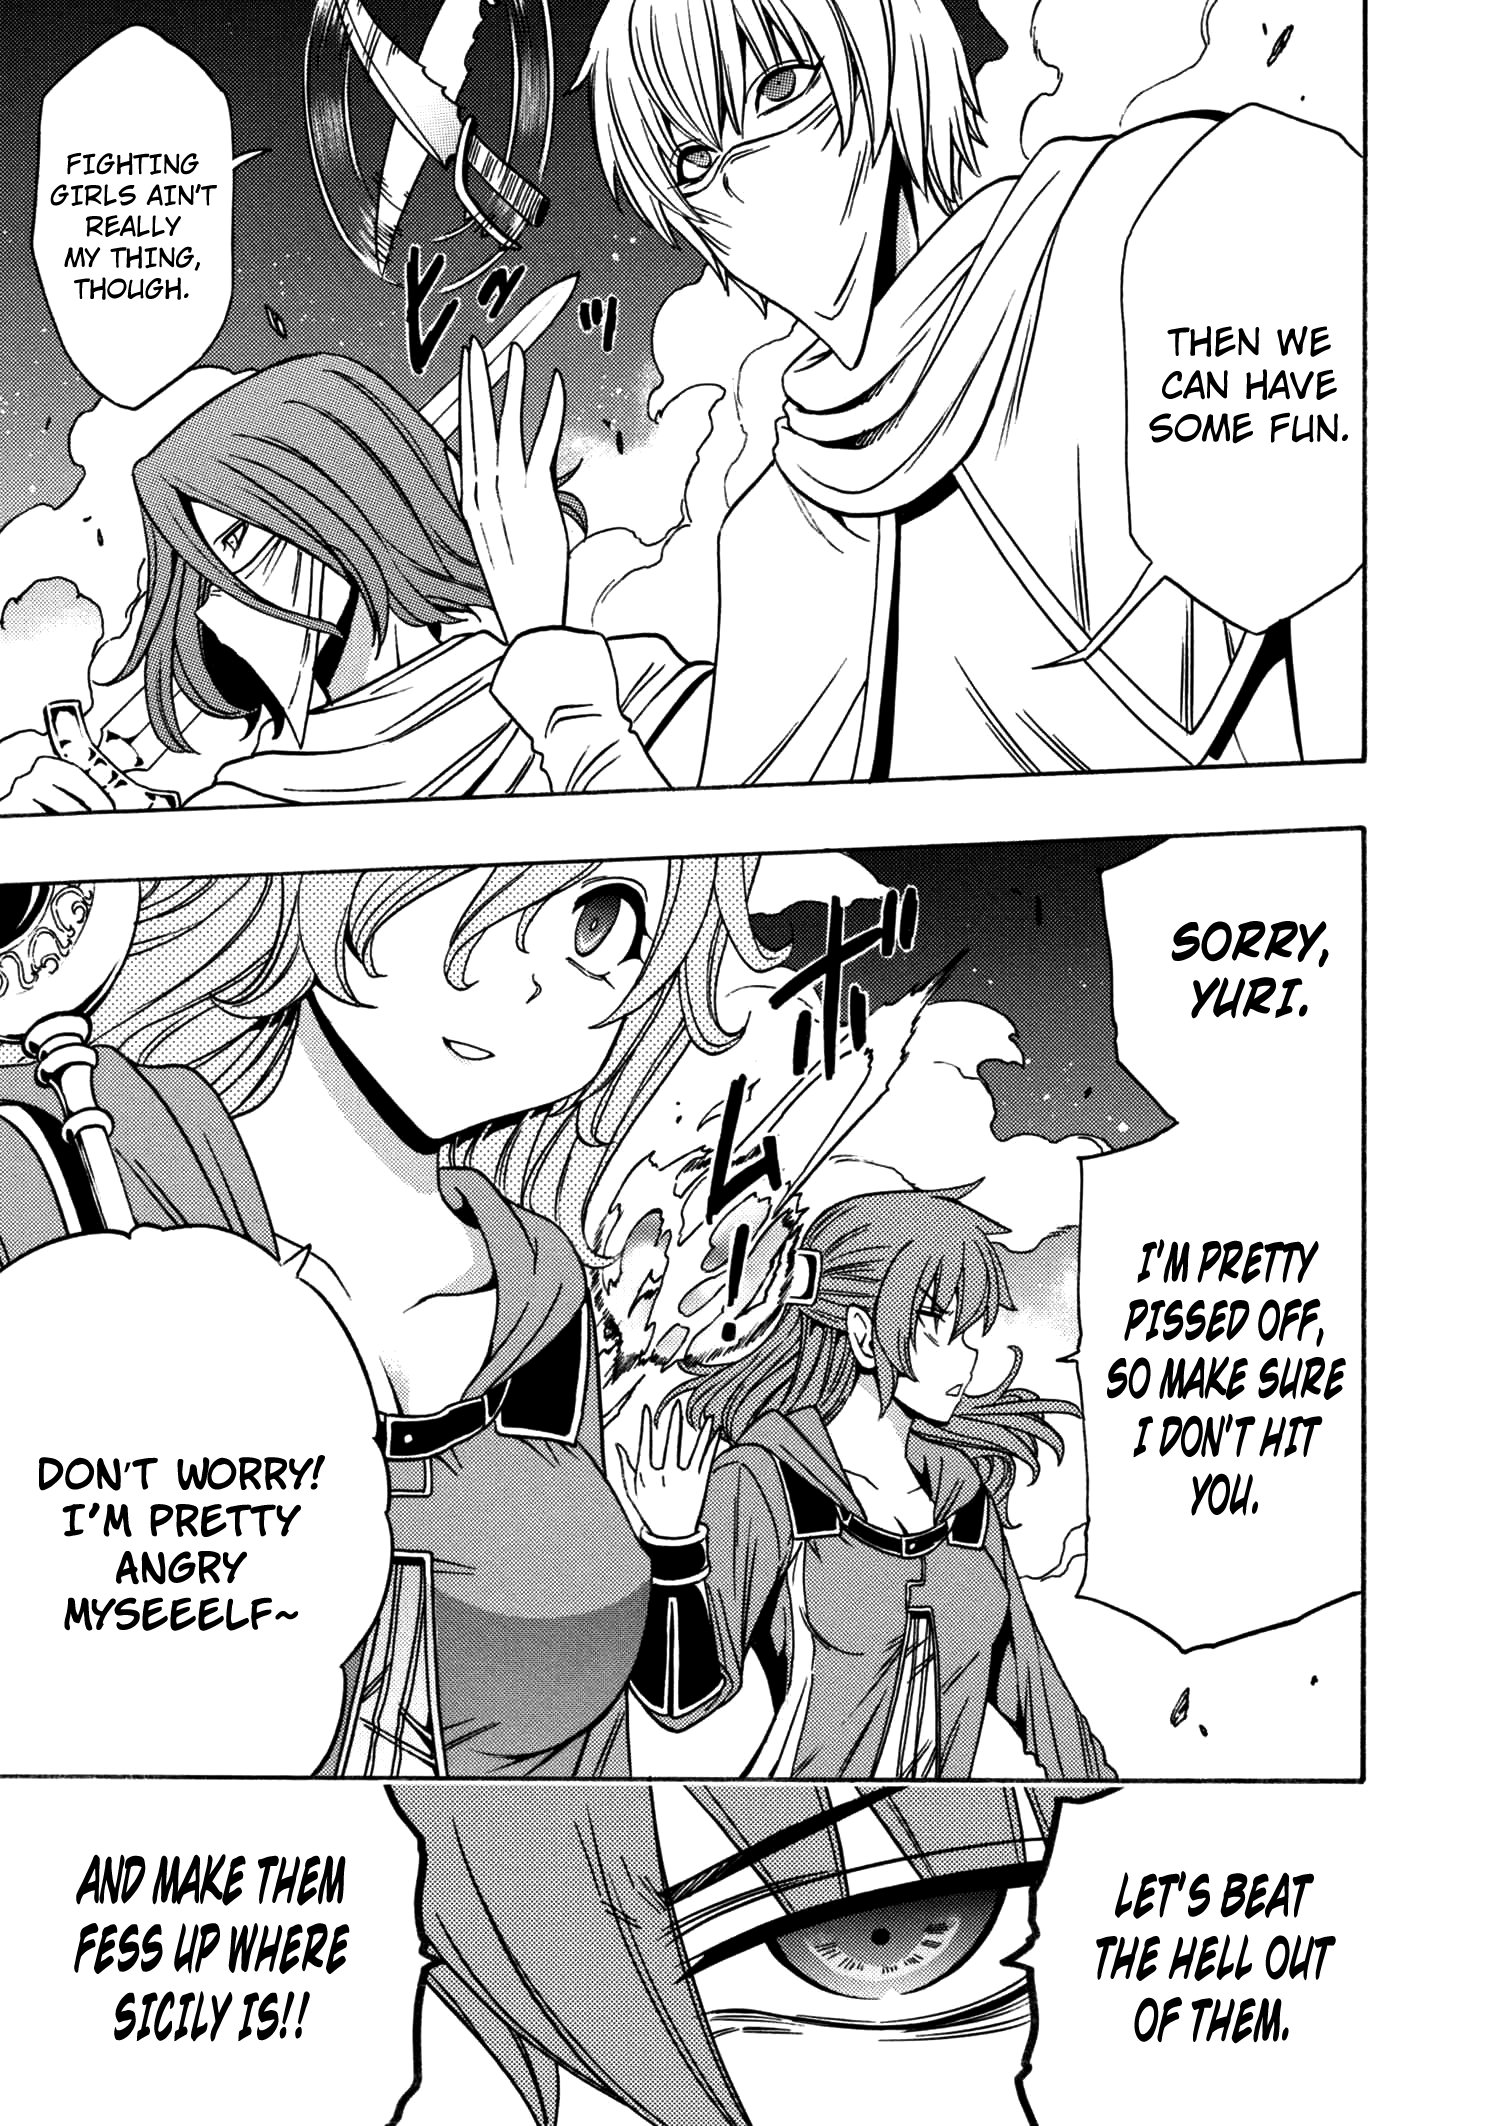 THEN WE
CAN HAVE
SOME FUN.
FIGHTING
GIRLS AIN'T
REALLY
MY THING,
THOUGH.
ビッ
SORRY,
YURI.
I'M PRETTY
PISSED OFF,
SO MAKE SURE
I DON'T HIT
YOU.
DON'T WORRY!
I'M PRETTY
ANGRY
MYSEEELF~
LET'S BEAT
THE HELL OUT
OF THEM.
AND MAKE THEM
FESS UP WHERE
SICILY IS!!